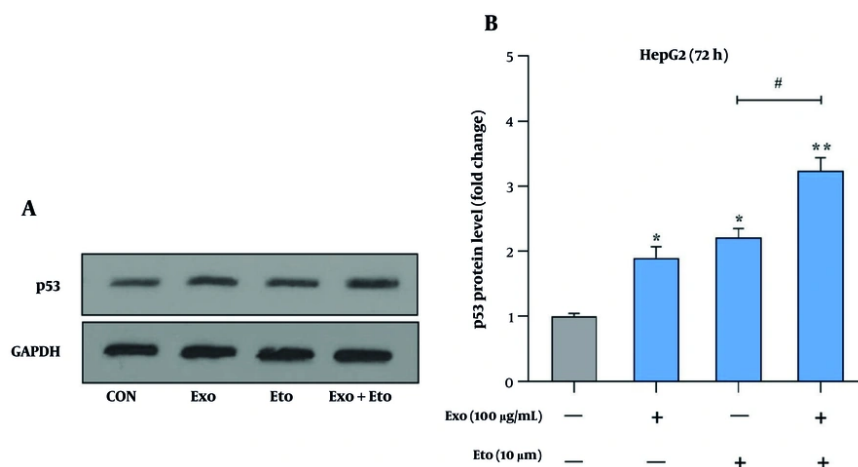 A
p53
GAPDH
CON Exo Eto Exo + Eto
B
HepG2 (72 h)
p53 protein level (fold change)
5
4
3
2
1
0
#
* * **
Exo (100 µg/mL) — + — +
Eto (10 µm) — — + +